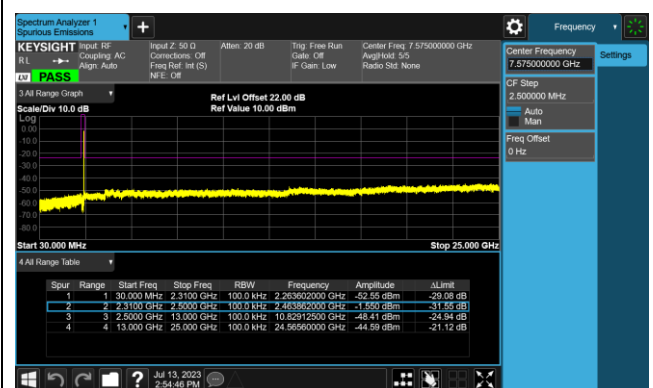 Spectrum Analyzer 1
Spurious Emissions
Frequency
KEYSIGHT Input: RF Input Z: 50 Ω Atten: 20 dB Trig: Free Run Center Freq: 7.575000000 GHz
RL Coupling: AC Corrections: Off Gate: Off Avg|Hold: 5/5
Align: Auto Freq Ref: Int (S) IF Gain: Low Radio Std: None
NFE: Off
LXI PASS
3 All Range Graph
Ref Lvl Offset 22.00 dB
Scale/Div 10.0 dB Ref Value 10.00 dBm
Log
0.00
-10.0
-20.0
-30.0
-40.0
-50.0
-60.0
-70.0
-80.0
Start 30.000 MHz Stop 25.000 GHz
4 All Range Table
Spur Range Start Freq Stop Freq RBW Frequency Amplitude ΔLimit
1 1 30.000 MHz 2.3100 GHz 100.0 kHz 2.263602000 GHz -52.55 dBm -29.08 dB
2 2 2.3100 GHz 2.5000 GHz 100.0 kHz 2.463862000 GHz -1.550 dBm -31.55 dB
3 3 2.5000 GHz 13.000 GHz 100.0 kHz 10.82912500 GHz -48.41 dBm -24.94 dB
4 4 13.000 GHz 25.000 GHz 100.0 kHz 24.56560000 GHz -44.59 dBm -21.12 dB
Jul 13, 2023
2:54:46 PM
Center Frequency
7.575000000 GHz
Settings
CF Step
2.500000 MHz
Auto
Man
Freq Offset
0 Hz